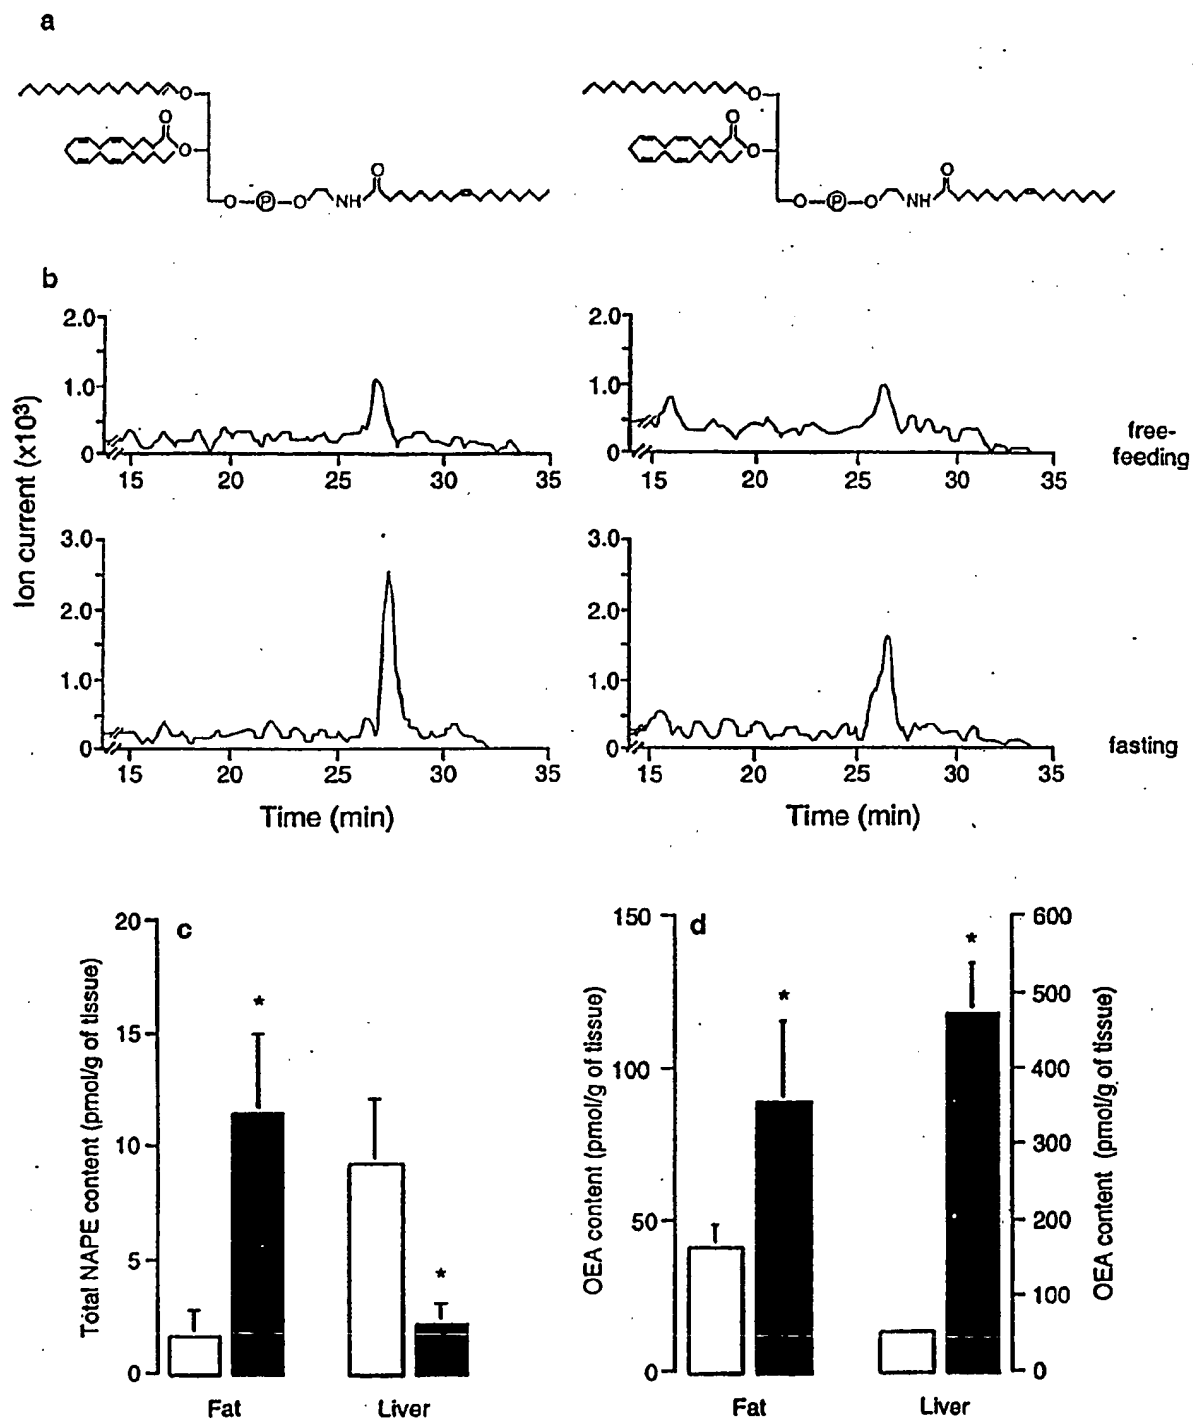 a
O O
O O
O O
O O
O P O NH O P O NH
b
2.0 2.0
1.0 1.0
0 0
15 20 25 30 35 15 20 25 30 35
free-
feeding
Ion current (x10³)
3.0 3.0
2.0 2.0
1.0 1.0
0 0
15 20 25 30 35 15 20 25 30 35
fasting
Time (min) Time (min)
c
Total NAPE content (pmol/g of tissue)
20
15
10
5
0
* *
Fat Liver
d
OEA content (pmol/g of tissue)
150
100
50
0
* *
600
500
400
300
200
100
0
OEA content (pmol/g of tissue)
Fat Liver